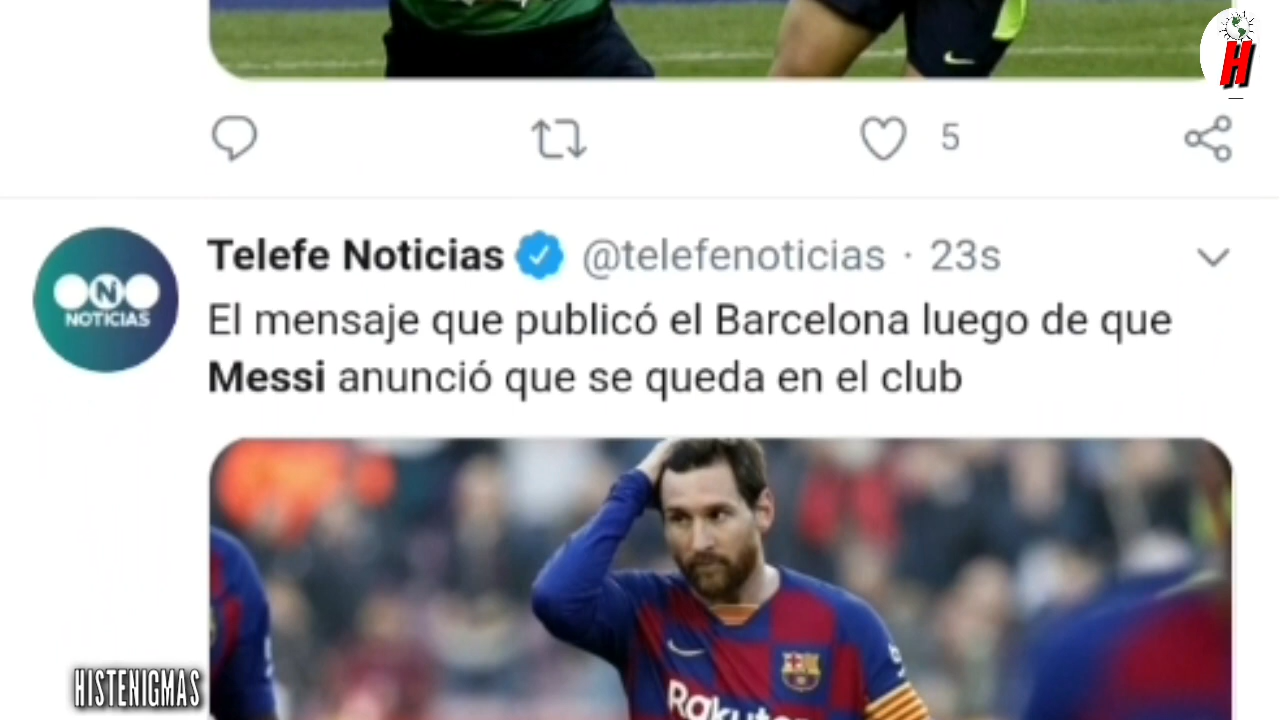 H
5
Telefe Noticias @telefenoticias · 23s
N
NOTICIAS
El mensaje que publicó el Barcelona luego de que
Messi anunció que se queda en el club
Rakuten
HISTENIGMAS